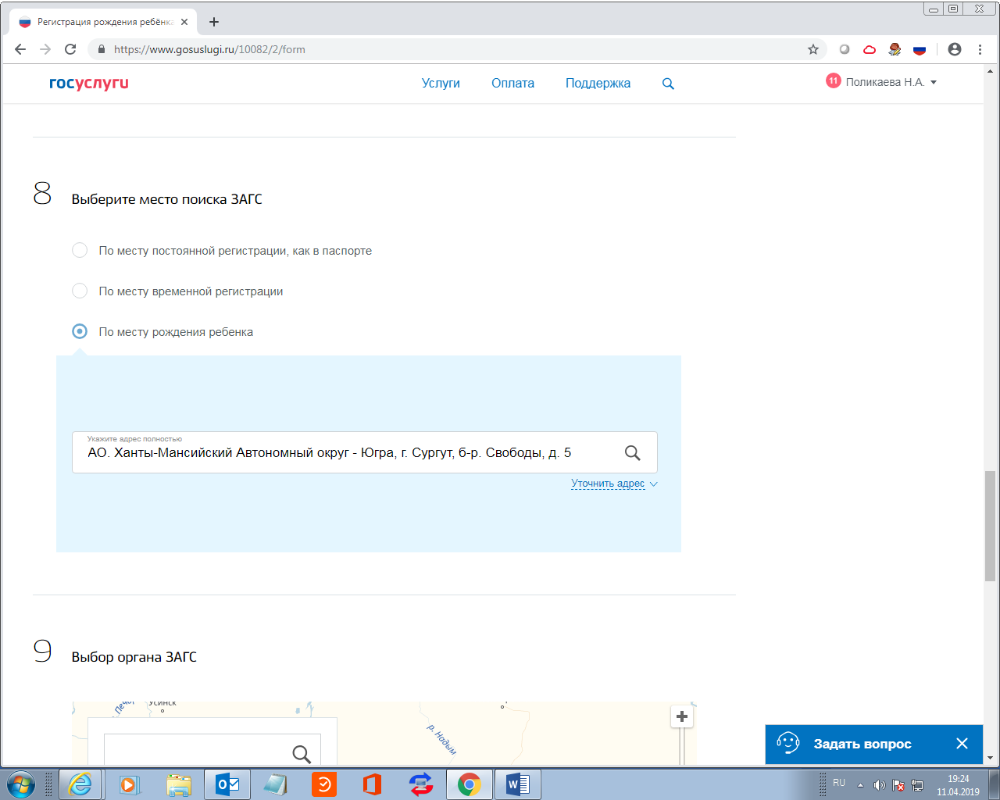 Регистрация рождения ребёнка
https://www.gosuslugi.ru/10082/2/form
госуслуги
Услуги
Оплата
Поддержка
11
Поликаева Н.А.
8
Выберите место поиска ЗАГС
По месту постоянной регистрации, как в паспорте
По месту временной регистрации
По месту рождения ребенка
Укажите адрес полностью
АО. Ханты-Мансийский Автономный округ - Югра, г. Сургут, б-р. Свободы, д. 5
Уточнить адрес
9
Выбор органа ЗАГС
Усинск
р. Надым
Задать вопрос
RU
19:24
11.04.2019